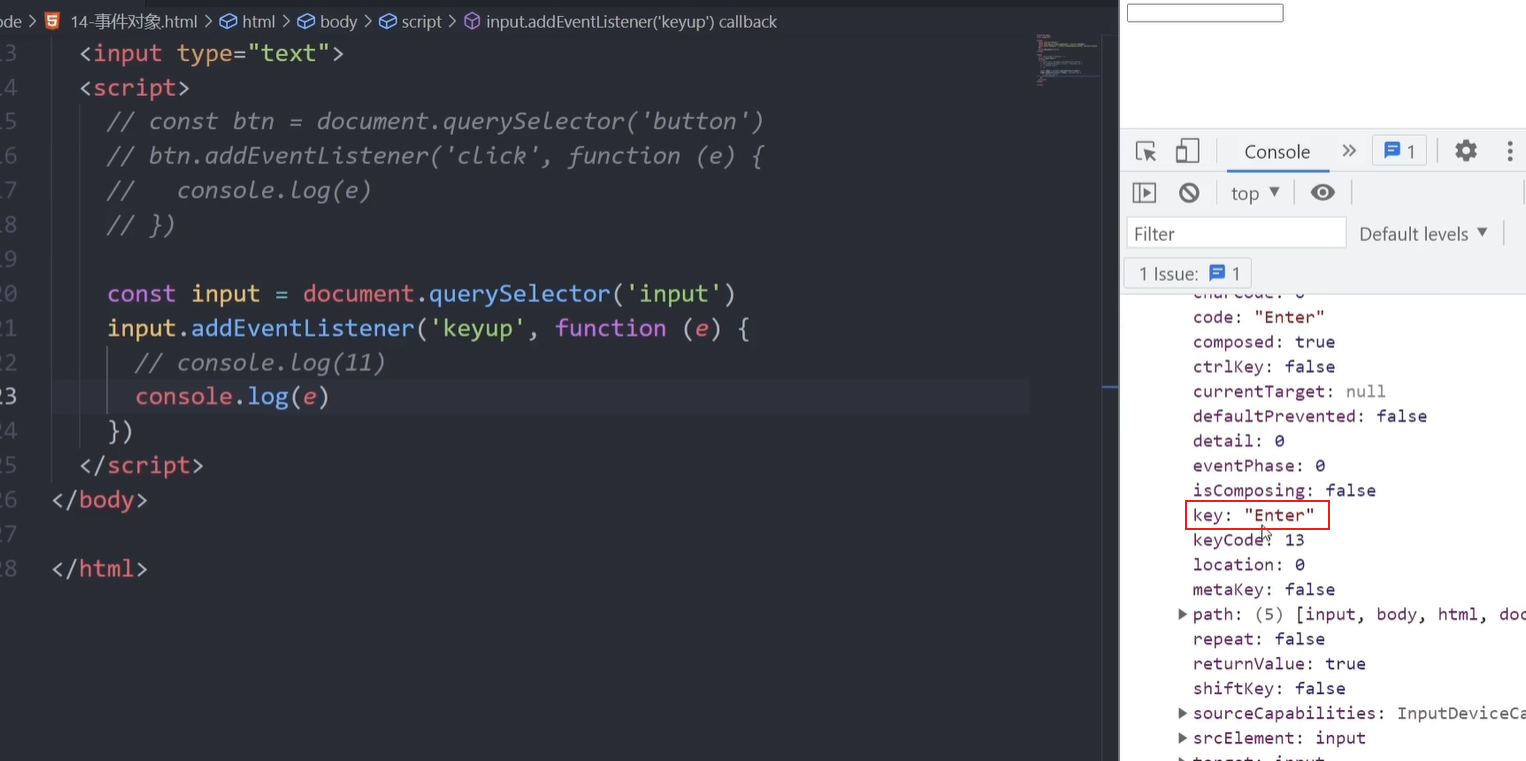 ode > 14-事件对象.html > html > body > script > input.addEventListener('keyup') callback
13 <input type="text">
14 <script>
15 // const btn = document.querySelector('button')
16 // btn.addEventListener('click', function (e) {
17 //   console.log(e)
18 // })
19
20 const input = document.querySelector('input')
21 input.addEventListener('keyup', function (e) {
22 // console.log(11)
23 console.log(e)
24 })
25 </script>
26 </body>
27
28 </html>
Console 1
top
Filter Default levels
1 Issue: 1
charCode: 0
code: "Enter"
composed: true
ctrlKey: false
currentTarget: null
defaultPrevented: false
detail: 0
eventPhase: 0
isComposing: false
key: "Enter"
keyCode: 13
location: 0
metaKey: false
path: (5) [input, body, html, doc
repeat: false
returnValue: true
shiftKey: false
sourceCapabilities: InputDeviceCa
srcElement: input
target: input